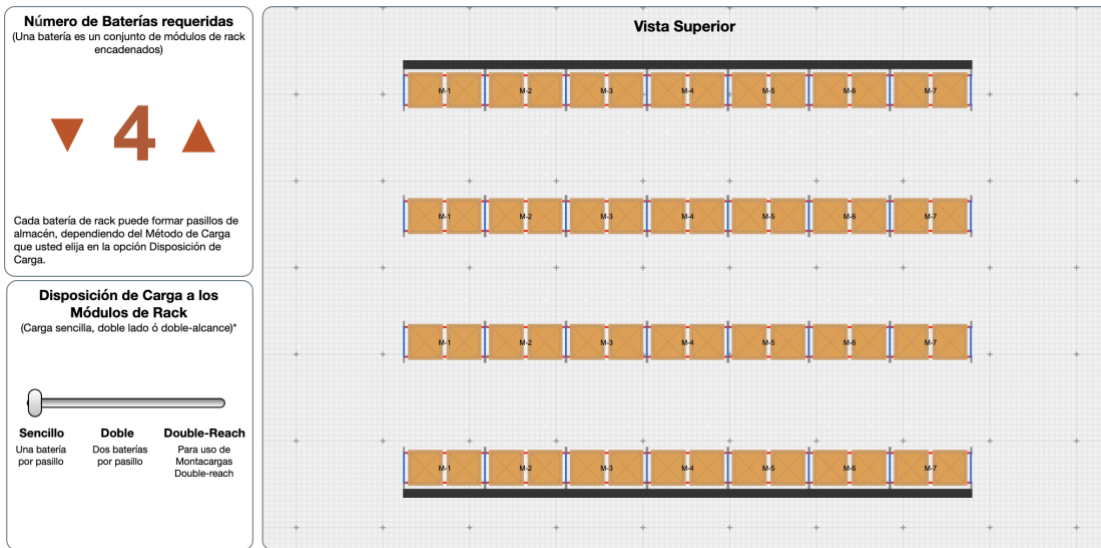 Número de Baterías requeridas
(Una batería es un conjunto de módulos de rack
encadenados)
4
Cada batería de rack puede formar pasillos de
almacén, dependiendo del Método de Carga
que usted elija en la opción Disposición de
Carga.
Disposición de Carga a los
Módulos de Rack
(Carga sencilla, doble lado ó doble-alcance)*
Sencillo Doble Double-Reach
Una batería Dos baterías Para uso de
por pasillo por pasillo Montacargas
Double-reach
Vista Superior
M-1 M-2 M-3 M-4 M-5 M-6 M-7
M-1 M-2 M-3 M-4 M-5 M-6 M-7
M-1 M-2 M-3 M-4 M-5 M-6 M-7
M-1 M-2 M-3 M-4 M-5 M-6 M-7